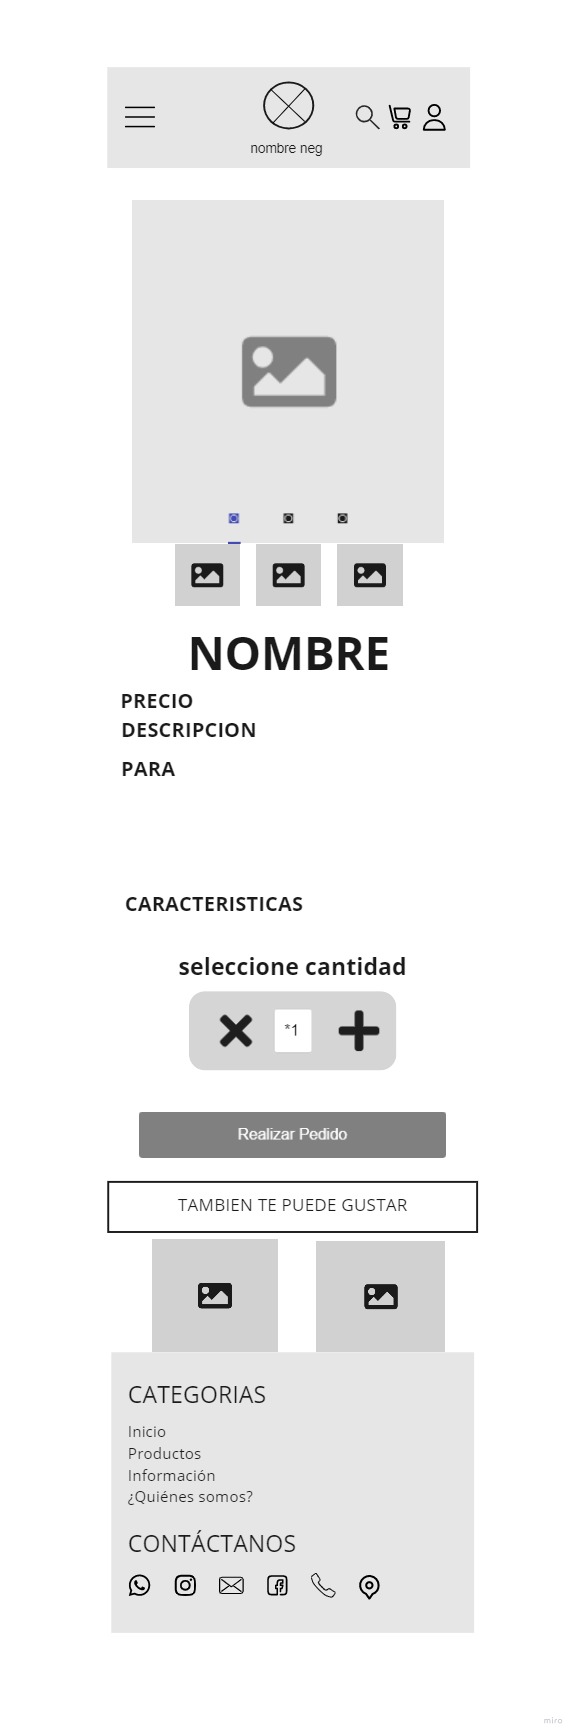 nombre neg
NOMBRE
PRECIO
DESCRIPCION
PARA
CARACTERISTICAS
seleccione cantidad
*1
Realizar Pedido
TAMBIEN TE PUEDE GUSTAR
CATEGORIAS
Inicio
Productos
Información
¿Quiénes somos?
CONTÁCTANOS
miro